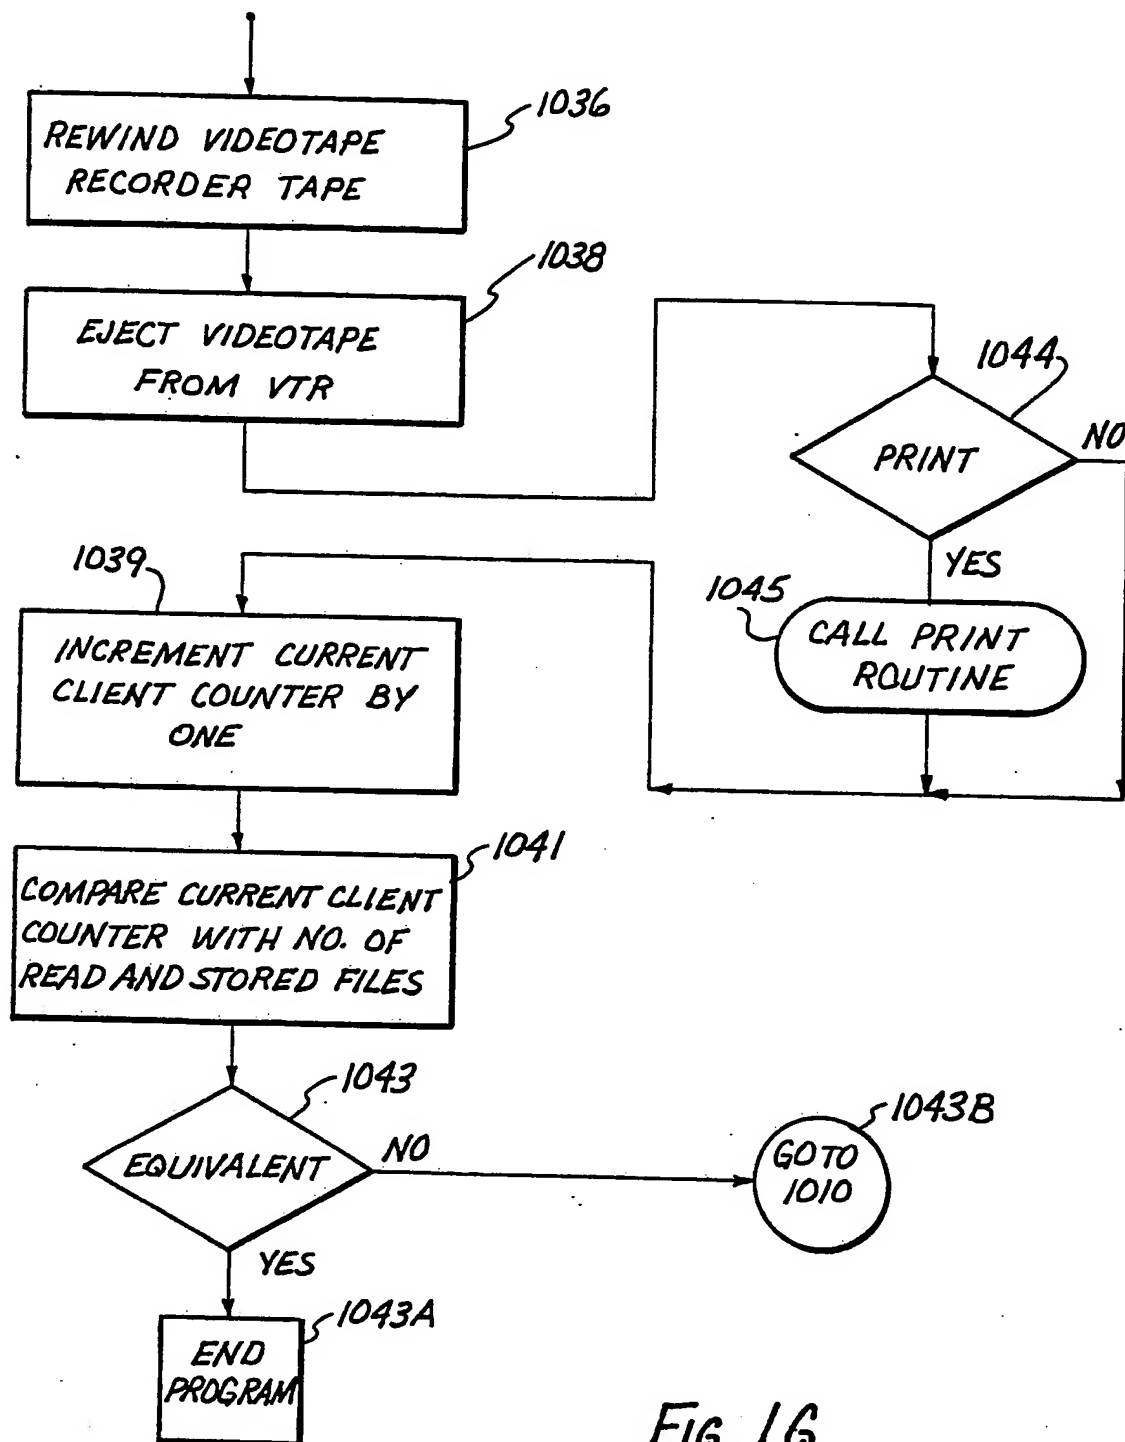 1036
REWIND VIDEOTAPE
RECORDER TAPE
1038
EJECT VIDEOTAPE
FROM VTR
1044
PRINT
NO
YES
1045
CALL PRINT
ROUTINE
1039
INCREMENT CURRENT
CLIENT COUNTER BY
ONE
1041
COMPARE CURRENT CLIENT
COUNTER WITH NO. OF
READ AND STORED FILES
1043
EQUIVALENT
NO
YES
1043B
GO TO
1010
1043A
END
PROGRAM